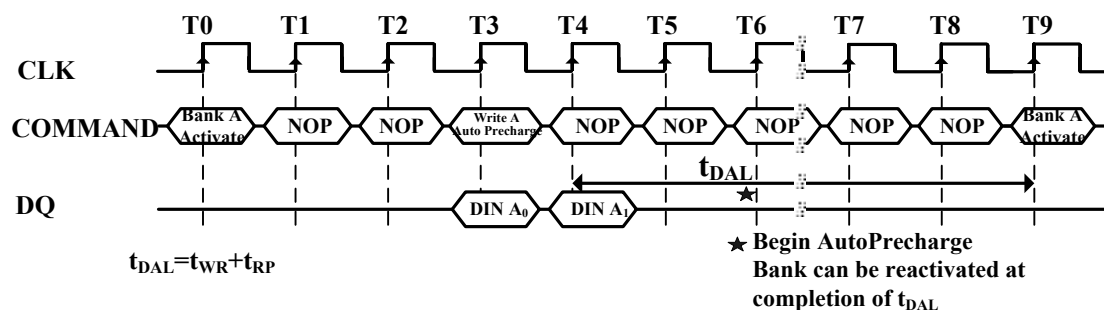 T0 T1 T2 T3 T4 T5 T6 T7 T8 T9
CLK
COMMAND Bank A Activate NOP NOP Write A Auto Precharge NOP NOP NOP NOP NOP Bank A Activate
tDAL
DQ DIN A0 DIN A1
★ Begin AutoPrecharge
tDAL=tWR+tRP
Bank can be reactivated at
completion of tDAL